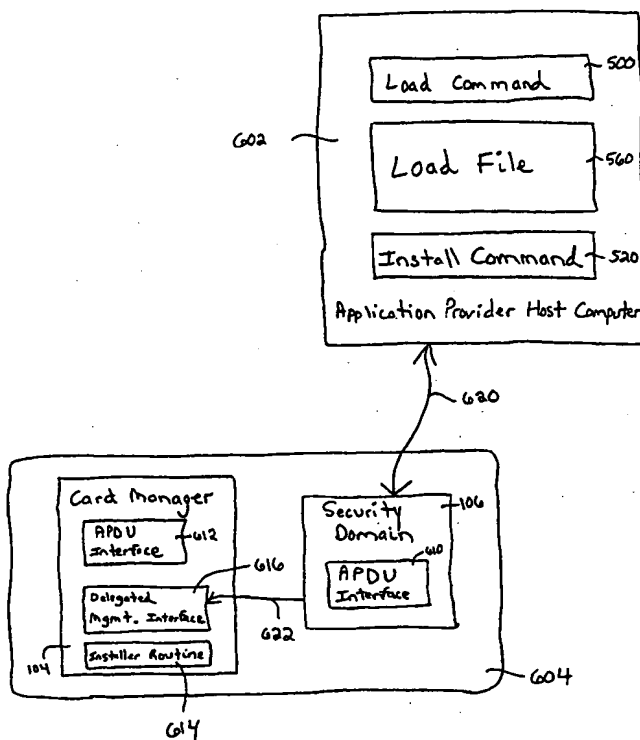 Load Command
500
602
Load File
560
Install Command
520
Application Provider Host Computer
620
Card Manager
APDU
Interface
612
Delegated
Mgmt. Interface
616
Installer Routine
104
614
622
Security
Domain
106
APDU
Interface
610
604